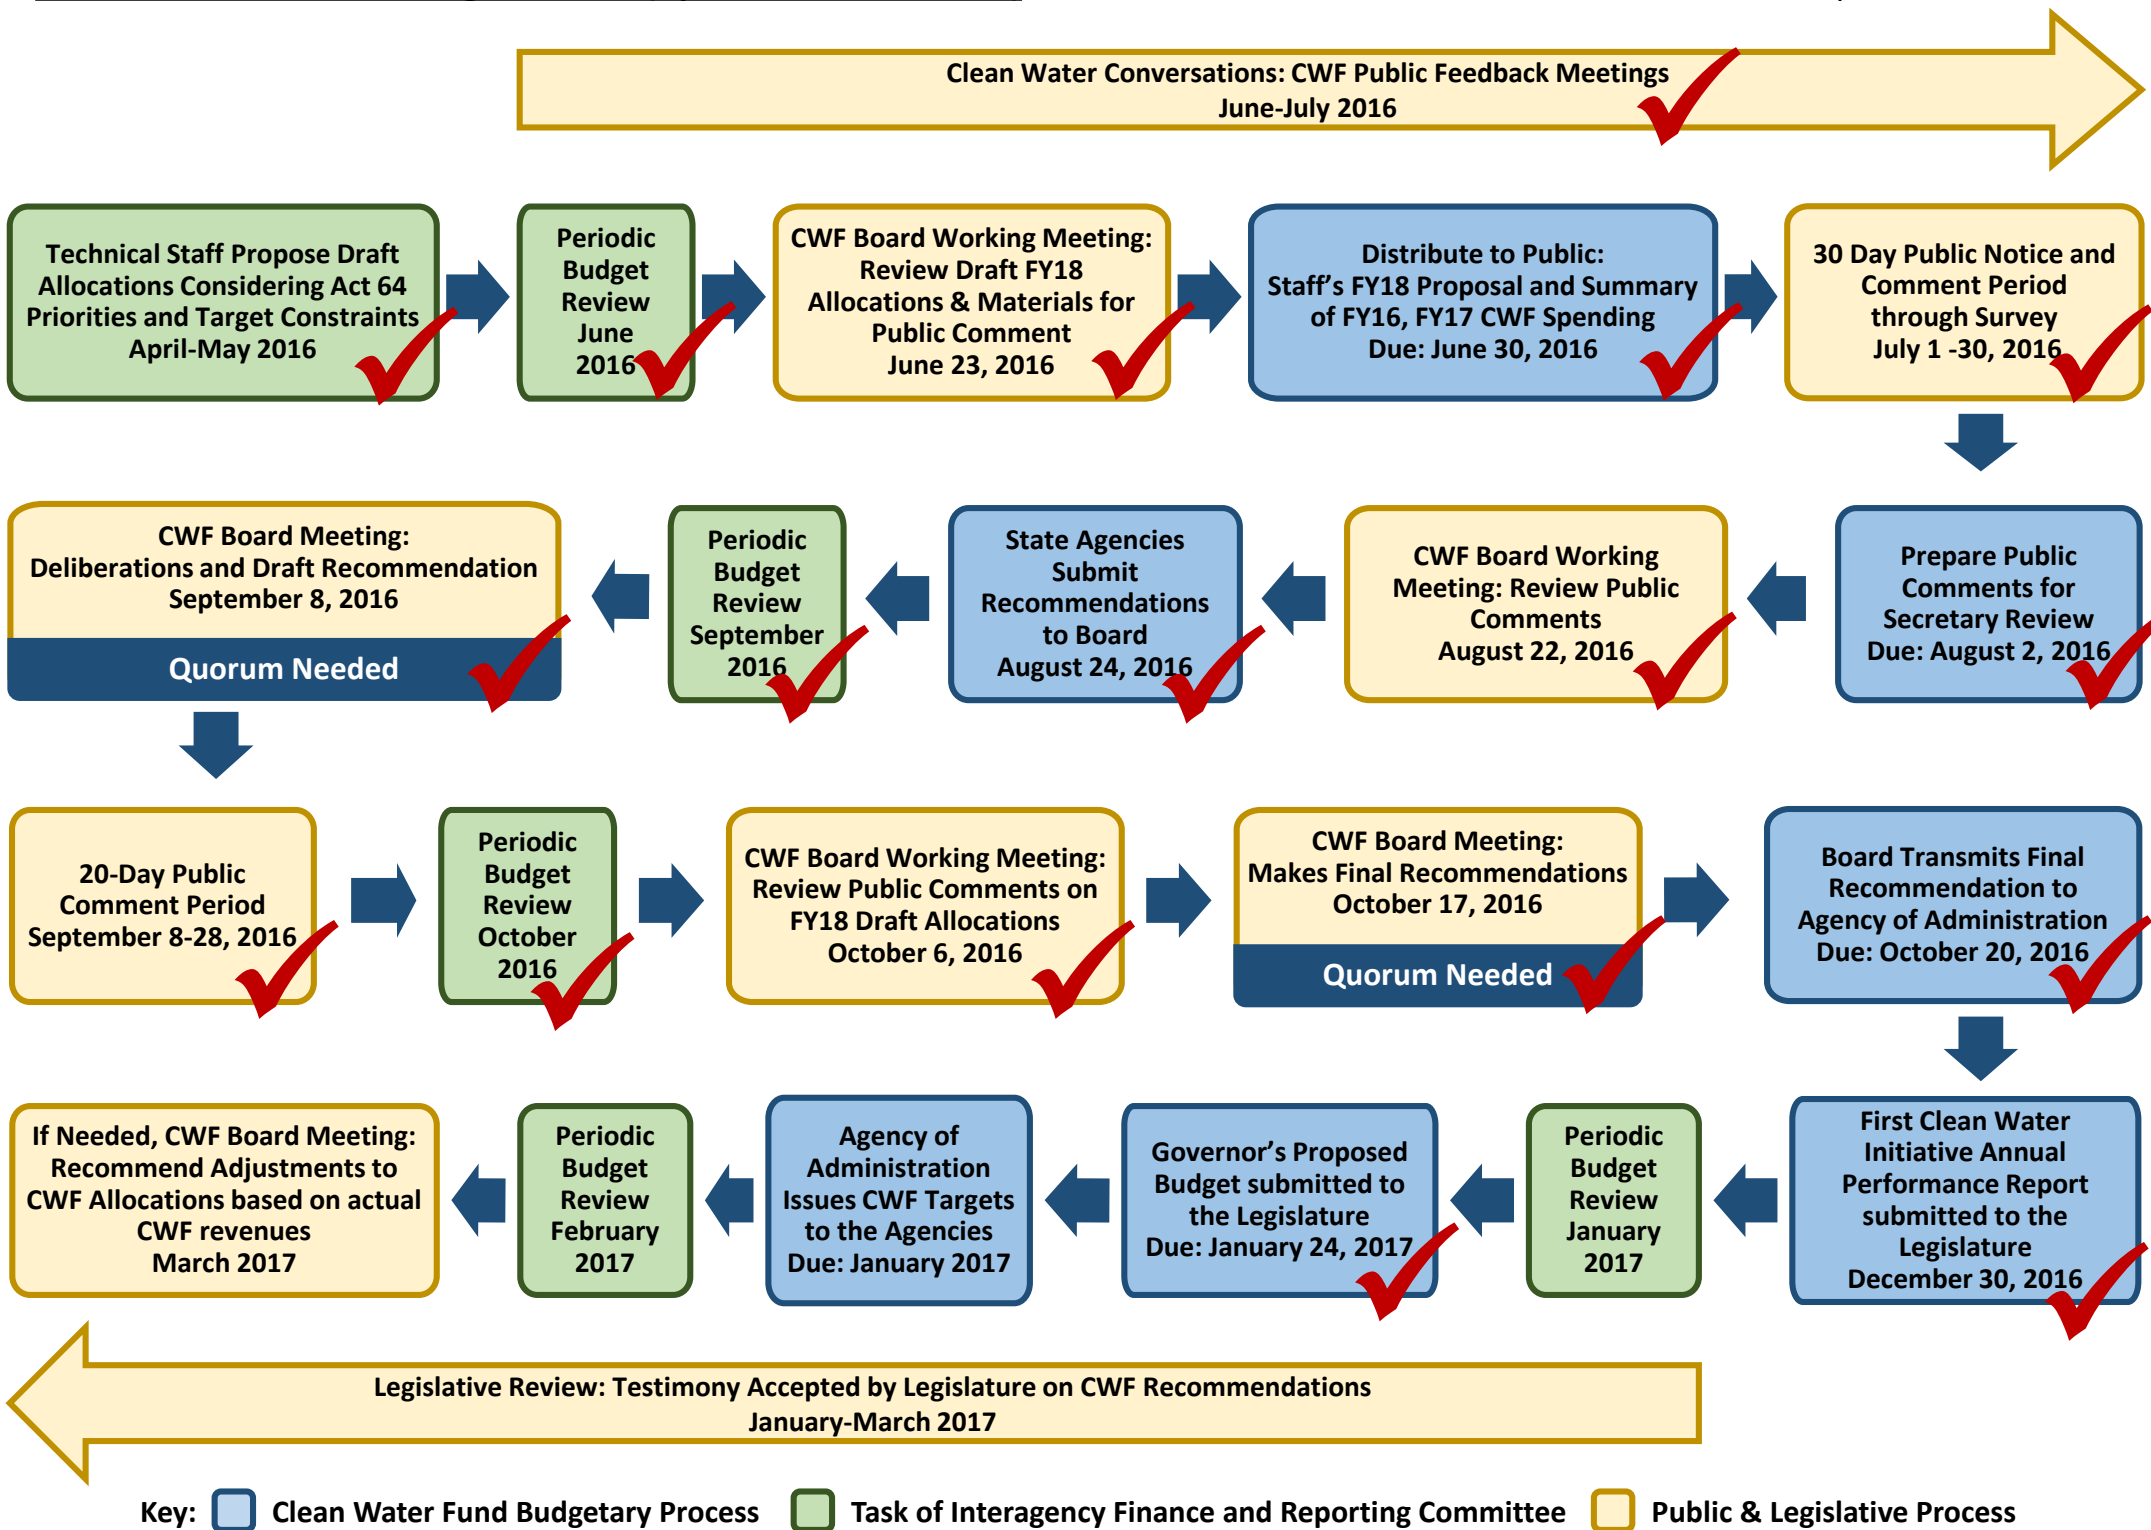 Clean Water Conversations: CWF Public Feedback Meetings
June-July 2016
Technical Staff Propose Draft
Allocations Considering Act 64
Priorities and Target Constraints
April-May 2016
Periodic
Budget
Review
June
2016
CWF Board Working Meeting:
Review Draft FY18
Allocations & Materials for
Public Comment
June 23, 2016
Distribute to Public:
Staff's FY18 Proposal and Summary
of FY16, FY17 CWF Spending
Due: June 30, 2016
30 Day Public Notice and
Comment Period
through Survey
July 1 -30, 2016
Prepare Public
Comments for
Secretary Review
Due: August 2, 2016
CWF Board Working
Meeting: Review Public
Comments
August 22, 2016
State Agencies
Submit
Recommendations
to Board
August 24, 2016
Periodic
Budget
Review
September
2016
CWF Board Meeting:
Deliberations and Draft Recommendation
September 8, 2016
Quorum Needed
20-Day Public
Comment Period
September 8-28, 2016
Periodic
Budget
Review
October
2016
CWF Board Working Meeting:
Review Public Comments on
FY18 Draft Allocations
October 6, 2016
CWF Board Meeting:
Makes Final Recommendations
October 17, 2016
Quorum Needed
Board Transmits Final
Recommendation to
Agency of Administration
Due: October 20, 2016
First Clean Water
Initiative Annual
Performance Report
submitted to the
Legislature
December 30, 2016
Periodic
Budget
Review
January
2017
Governor's Proposed
Budget submitted to
the Legislature
Due: January 24, 2017
Agency of
Administration
Issues CWF Targets
to the Agencies
Due: January 2017
Periodic
Budget
Review
February
2017
If Needed, CWF Board Meeting:
Recommend Adjustments to
CWF Allocations based on actual
CWF revenues
March 2017
Legislative Review: Testimony Accepted by Legislature on CWF Recommendations
January-March 2017
Key: Clean Water Fund Budgetary Process Task of Interagency Finance and Reporting Committee Public & Legislative Process